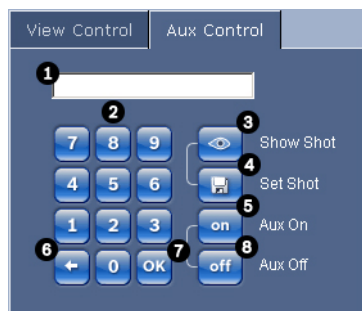 View Control Aux Control
1
2
3
7 8 9 Show Shot
4
4 5 6 Set Shot
5
1 2 3 on Aux On
6 7 8
0 OK off Aux Off